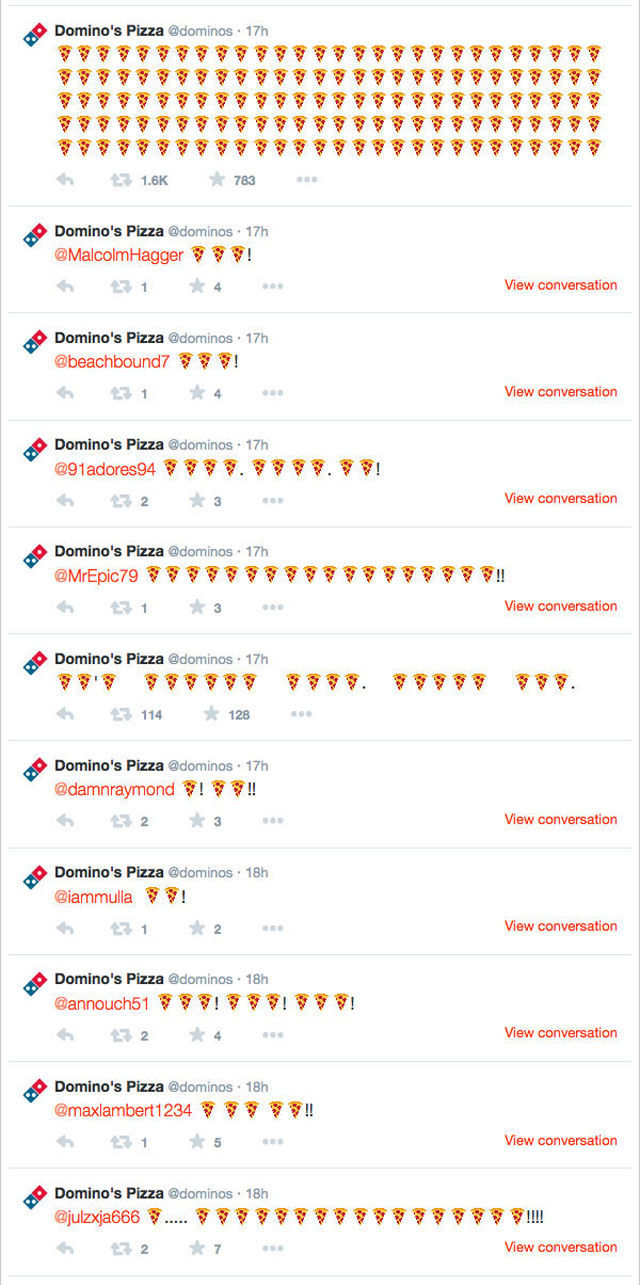 Domino's Pizza @dominos · 17h
🍕🍕🍕🍕🍕🍕🍕🍕🍕🍕🍕🍕🍕🍕🍕🍕🍕🍕🍕🍕🍕🍕🍕🍕🍕🍕🍕🍕
🍕🍕🍕🍕🍕🍕🍕🍕🍕🍕🍕🍕🍕🍕🍕🍕🍕🍕🍕🍕🍕🍕🍕🍕🍕🍕🍕🍕
🍕🍕🍕🍕🍕🍕🍕🍕🍕🍕🍕🍕🍕🍕🍕🍕🍕🍕🍕🍕🍕🍕🍕🍕🍕🍕🍕🍕
🍕🍕🍕🍕🍕🍕🍕🍕🍕🍕🍕🍕🍕🍕🍕🍕🍕🍕🍕🍕🍕🍕🍕🍕🍕🍕🍕🍕
🍕🍕🍕🍕🍕🍕🍕🍕🍕🍕🍕🍕🍕🍕🍕🍕🍕🍕🍕🍕🍕🍕🍕🍕🍕🍕🍕🍕
1.6K 783
Domino's Pizza @dominos · 17h
@MalcolmHagger 🍕🍕🍕!
1 4 View conversation
Domino's Pizza @dominos · 17h
@beachbound7 🍕🍕🍕!
1 4 View conversation
Domino's Pizza @dominos · 17h
@91adores94 🍕🍕🍕🍕. 🍕🍕🍕🍕. 🍕🍕!
2 3 View conversation
Domino's Pizza @dominos · 17h
@MrEpic79 🍕🍕🍕🍕🍕🍕🍕🍕🍕🍕🍕🍕🍕🍕🍕🍕🍕🍕!!
1 3 View conversation
Domino's Pizza @dominos · 17h
🍕🍕'🍕 🍕🍕🍕🍕🍕🍕 🍕🍕🍕🍕. 🍕🍕🍕🍕🍕 🍕🍕🍕.
114 128
Domino's Pizza @dominos · 17h
@damnraymond 🍕! 🍕🍕!!
2 3 View conversation
Domino's Pizza @dominos · 18h
@iammulla 🍕🍕!
1 2 View conversation
Domino's Pizza @dominos · 18h
@annouch51 🍕🍕🍕! 🍕🍕🍕! 🍕🍕🍕!
2 4 View conversation
Domino's Pizza @dominos · 18h
@maxlambert1234 🍕 🍕🍕 🍕🍕!!
1 5 View conversation
Domino's Pizza @dominos · 18h
@julzxja666 🍕..... 🍕🍕🍕🍕🍕🍕🍕🍕🍕🍕🍕🍕🍕🍕🍕🍕🍕!!!!
2 7 View conversation